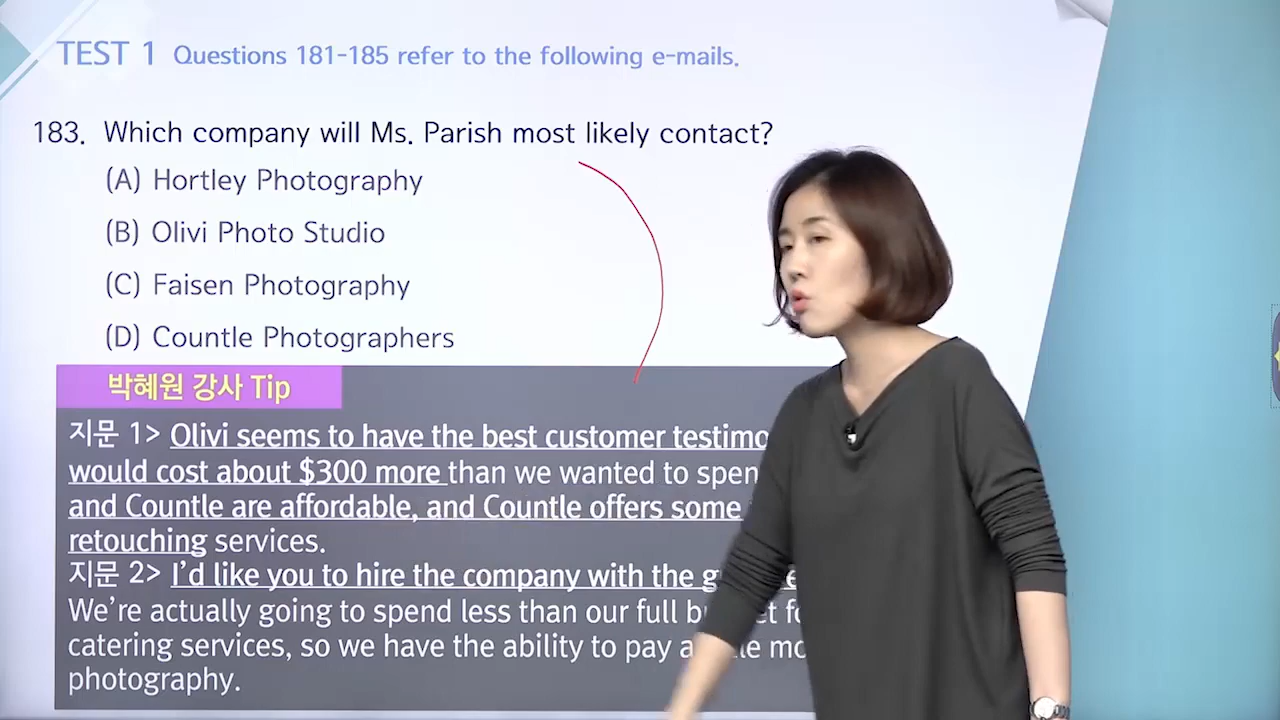 TEST 1 Questions 181-185 refer to the following e-mails.
183. Which company will Ms. Parish most likely contact?
(A) Hortley Photography
(B) Olivi Photo Studio
(C) Faisen Photography
(D) Countle Photographers
박혜원 강사 Tip
지문 1> Olivi seems to have the best customer
would cost about $300 more than we wanted to
and Countle are affordable, and Countle offers some
retouching services.
지문 2> I'd like you to hire the company with the
We're actually going to spend less than our full
catering services, so we have the ability to pay
photography.